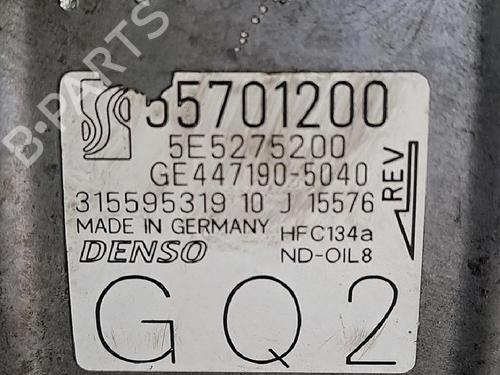 B-PARTS
55701200
5E5275200
GE447190-5040
315595319 10 J 15576
MADE IN GERMANY
DENSO
HFC134a
ND-OIL8
REV
GQ2